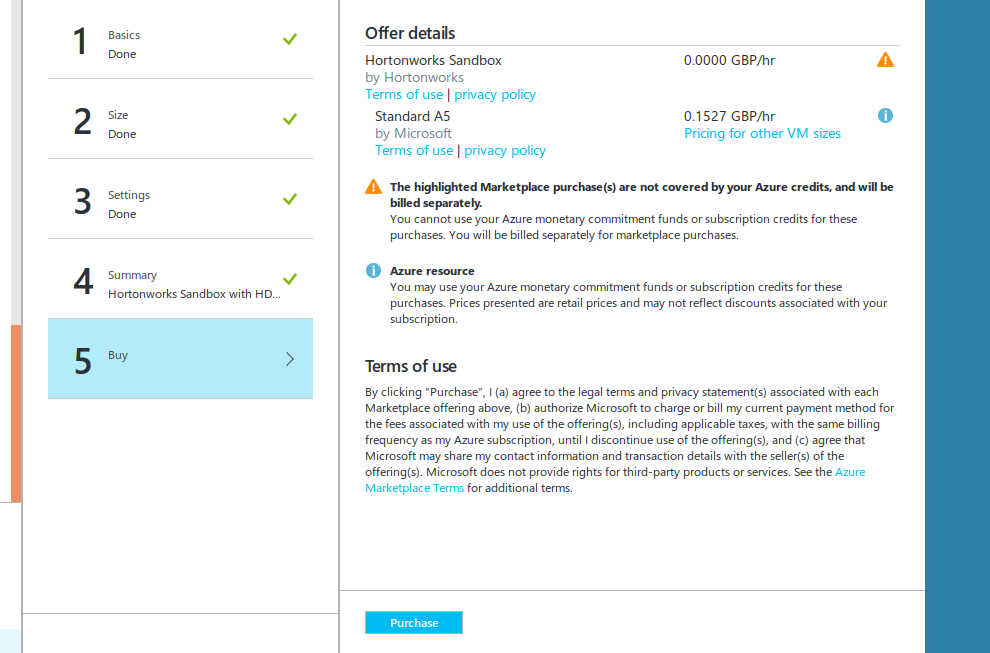 1
Basics
Done
2
Size
Done
3
Settings
Done
4
Summary
Hortonworks Sandbox with HD...
5
Buy
Offer details
Hortonworks Sandbox 0.0000 GBP/hr
by Hortonworks
Terms of use | privacy policy
Standard A5 0.1527 GBP/hr
by Microsoft Pricing for other VM sizes
Terms of use | privacy policy
The highlighted Marketplace purchase(s) are not covered by your Azure credits, and will be
billed separately.
You cannot use your Azure monetary commitment funds or subscription credits for these
purchases. You will be billed separately for marketplace purchases.
Azure resource
You may use your Azure monetary commitment funds or subscription credits for these
purchases. Prices presented are retail prices and may not reflect discounts associated with your
subscription.
Terms of use
By clicking “Purchase”, I (a) agree to the legal terms and privacy statement(s) associated with each
Marketplace offering above, (b) authorize Microsoft to charge or bill my current payment method for
the fees associated with my use of the offering(s), including applicable taxes, with the same billing
frequency as my Azure subscription, until I discontinue use of the offering(s), and (c) agree that
Microsoft may share my contact information and transaction details with the seller(s) of the
offering(s). Microsoft does not provide rights for third-party products or services. See the Azure
Marketplace Terms for additional terms.
Purchase